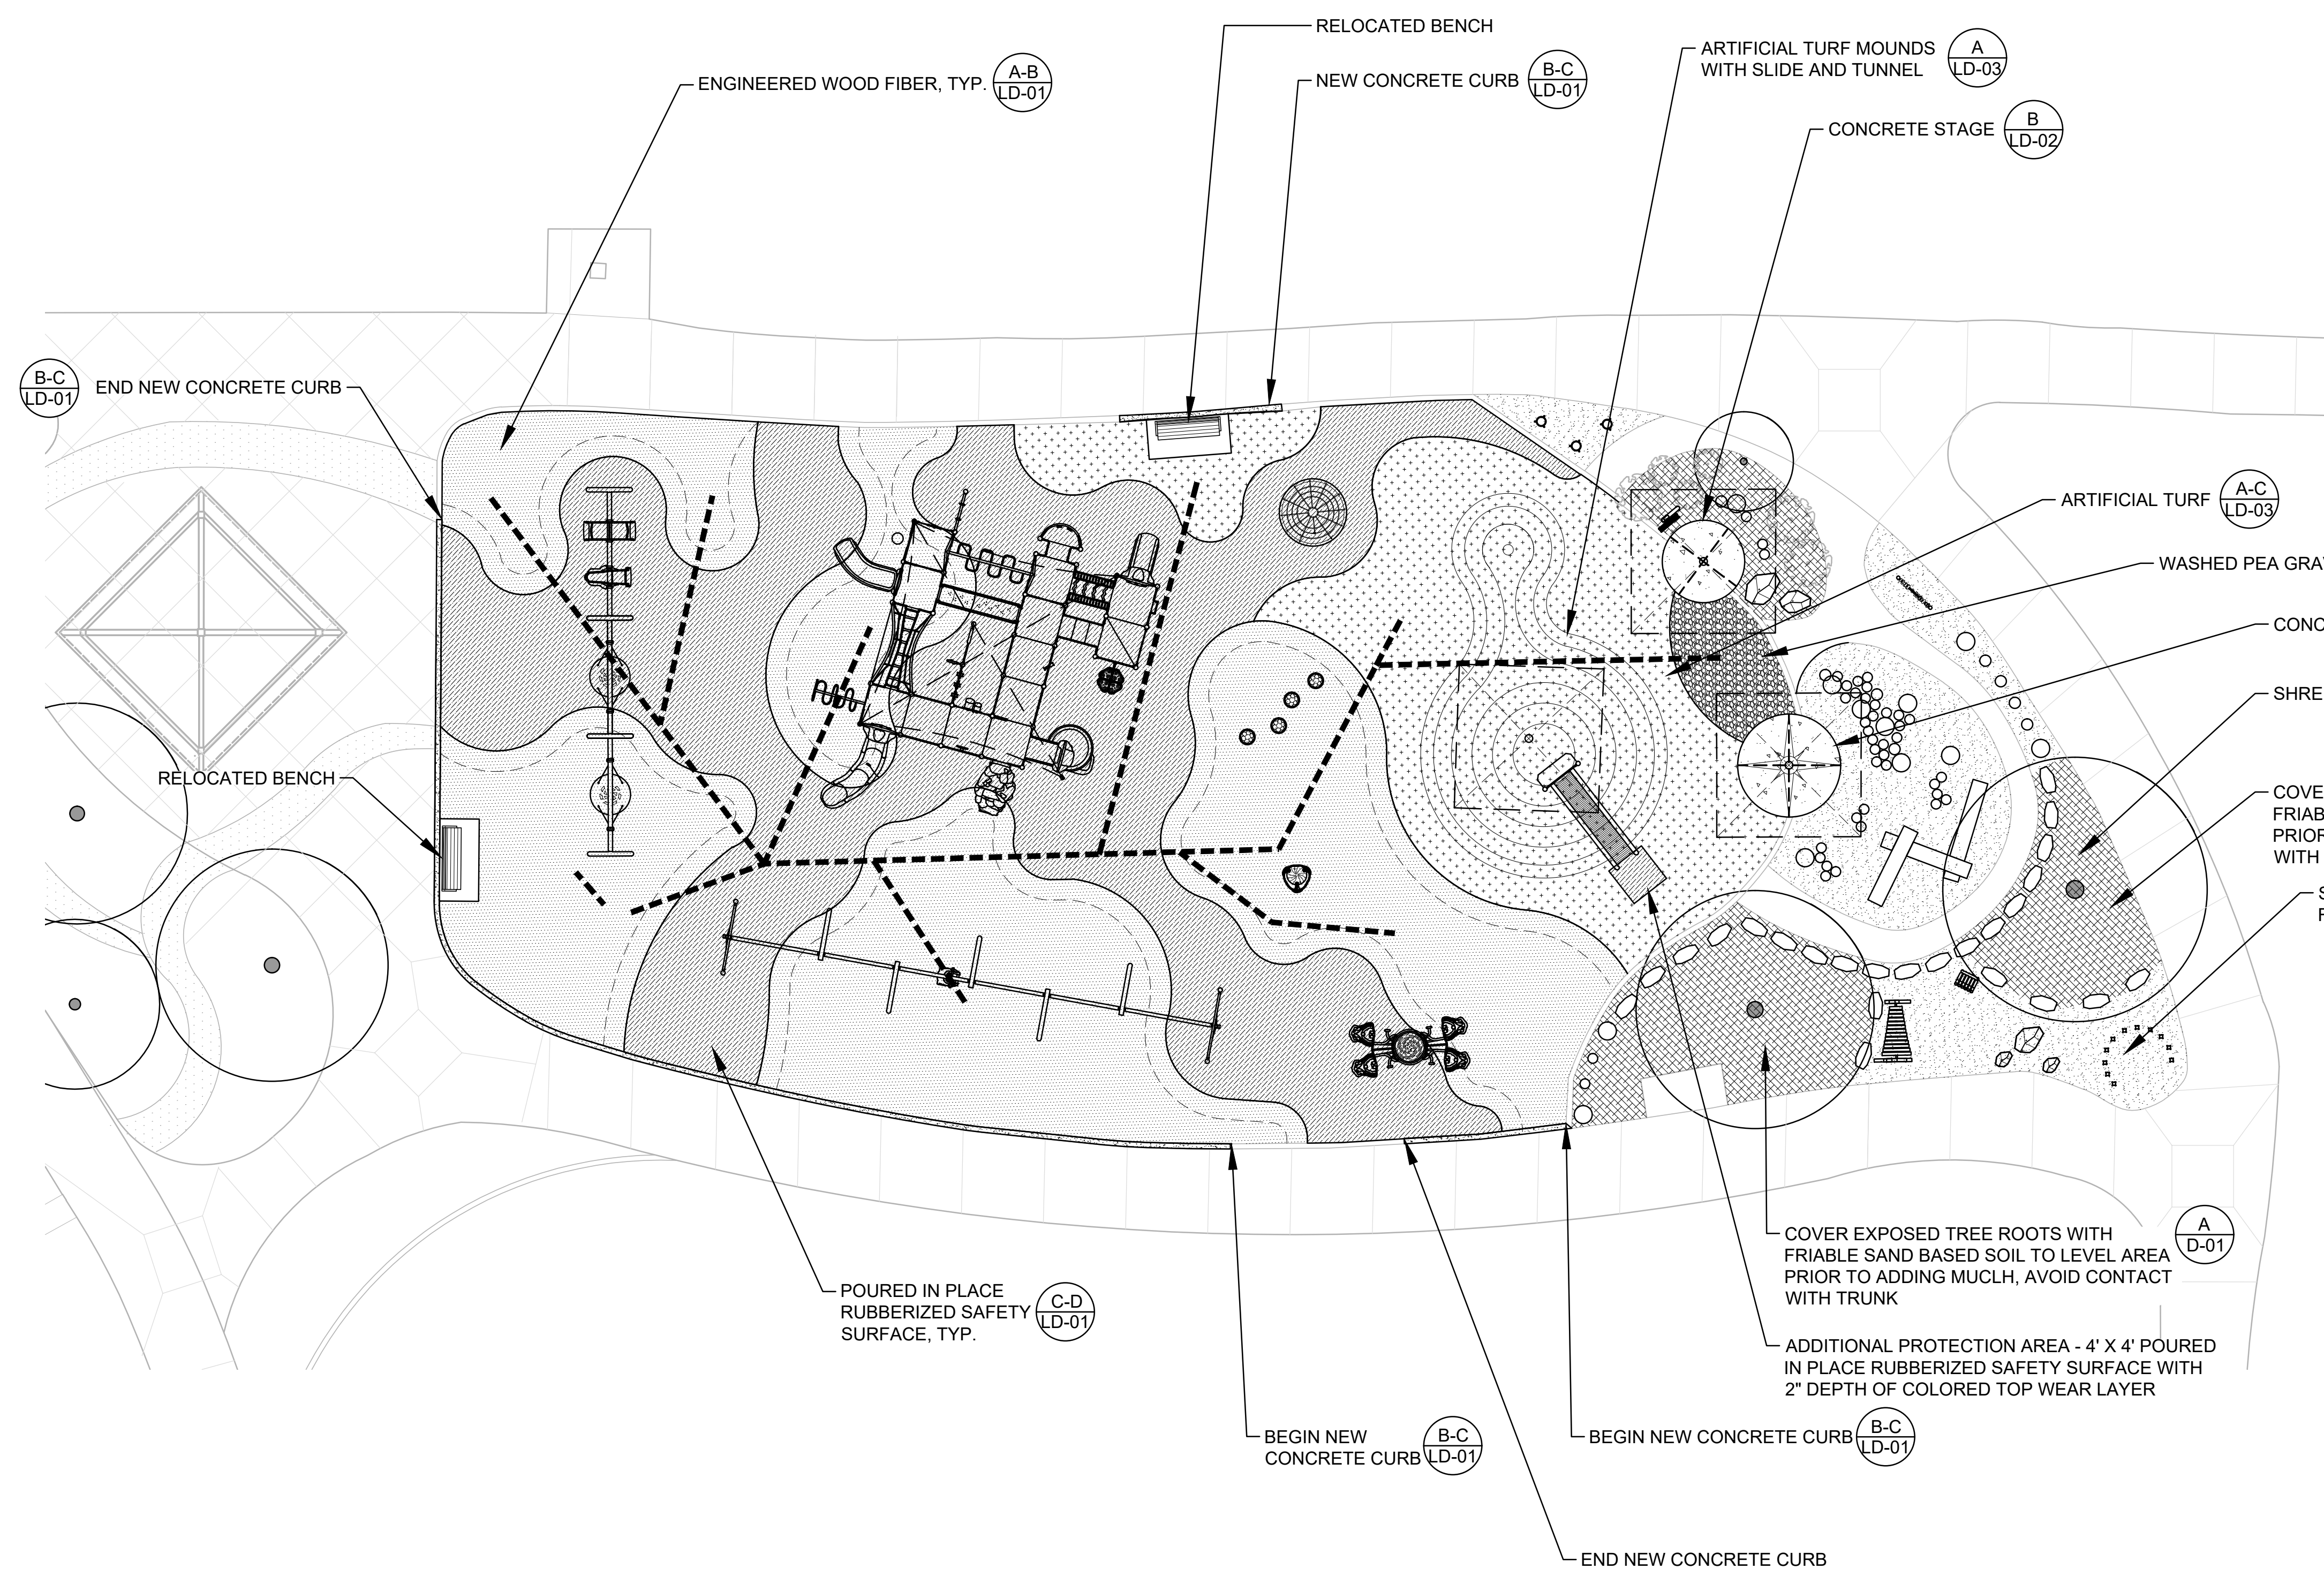 RELOCATED BENCH
ENGINEERED WOOD FIBER, TYP.
A-B
LD-01
NEW CONCRETE CURB
B-C
LD-01
ARTIFICIAL TURF MOUNDS
WITH SLIDE AND TUNNEL
A
LD-03
CONCRETE STAGE
B
LD-02
B-C
LD-01
END NEW CONCRETE CURB
ARTIFICIAL TURF
A-C
LD-03
WASHED PEA GRA
CONC
SHRE
RELOCATED BENCH
COVE
FRIAB
PRIOR
WITH
S
F
COVER EXPOSED TREE ROOTS WITH
FRIABLE SAND BASED SOIL TO LEVEL AREA
PRIOR TO ADDING MUCLH, AVOID CONTACT
WITH TRUNK
A
D-01
POURED IN PLACE
RUBBERIZED SAFETY
SURFACE, TYP.
C-D
LD-01
ADDITIONAL PROTECTION AREA - 4' X 4' POURED
IN PLACE RUBBERIZED SAFETY SURFACE WITH
2" DEPTH OF COLORED TOP WEAR LAYER
BEGIN NEW
CONCRETE CURB
B-C
LD-01
BEGIN NEW CONCRETE CURB
B-C
LD-01
END NEW CONCRETE CURB